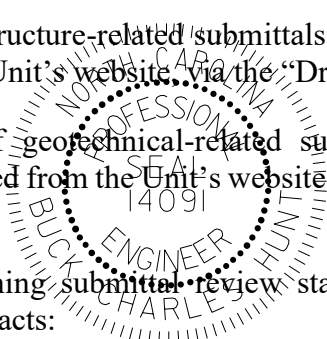 ructure-related submittals
Unit's website, via the “Dr
f geotechnical-related su
ed from the Unit's website
ning submittal review sta
acts:
NORTH CAROLINA
PROFESSIONAL
SEAL
14091
ENGINEER
BUCK CHARLES HUNT